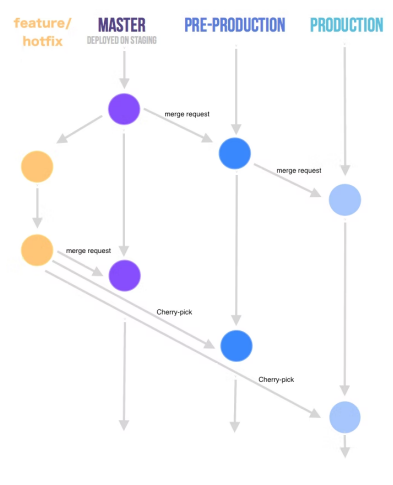 feature/
hotfix
MASTER
DEPLOYED ON STAGING
PRE-PRODUCTION
PRODUCTION
merge request
merge request
merge request
Cherry-pick
Cherry-pick